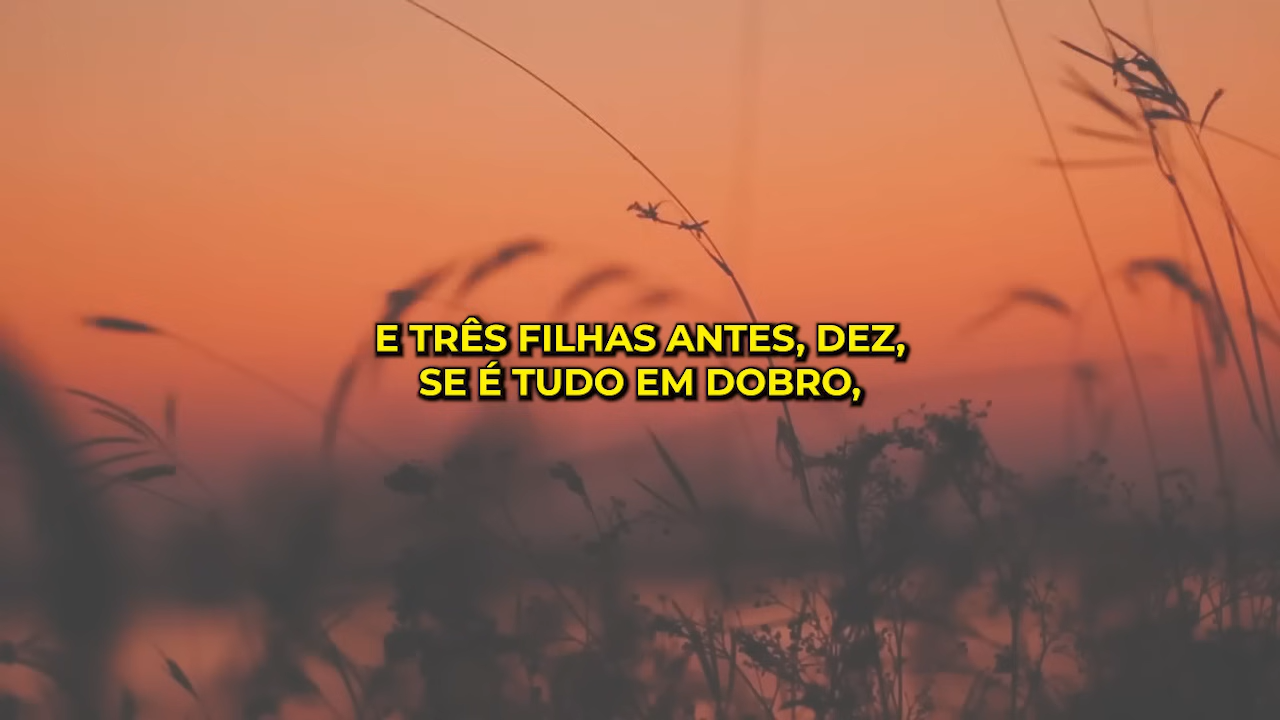 E TRÊS FILHAS ANTES, DEZ,
SE É TUDO EM DOBRO,